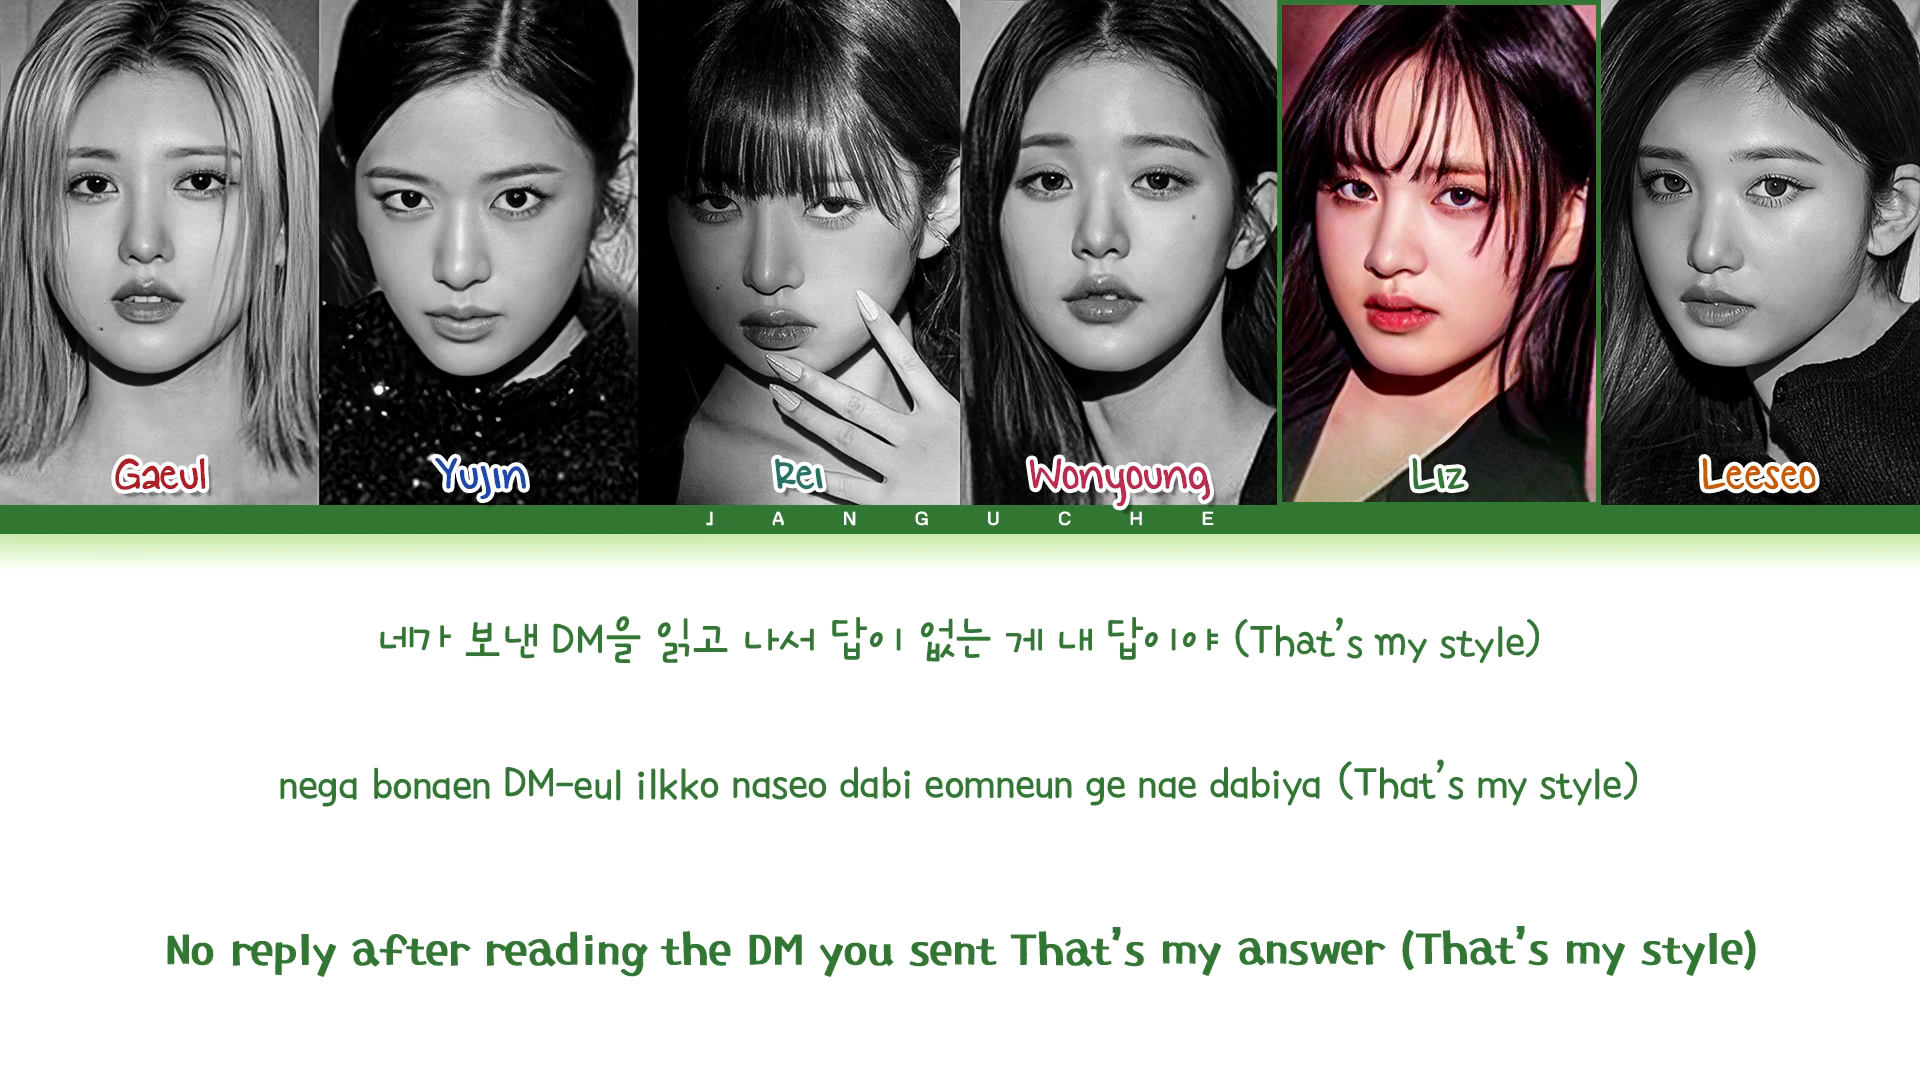 Gaeul Yujin Rei Wonyoung Liz Leeseo
JANGUCHE
네가 보낸 DM을 읽고 나서 답이 없는 게 내 답이야 (That's my style)
nega bonaen DM-eul ilkko naseo dabi eomneun ge nae dabiya (That's my style)
No reply after reading the DM you sent That's my answer (That's my style)